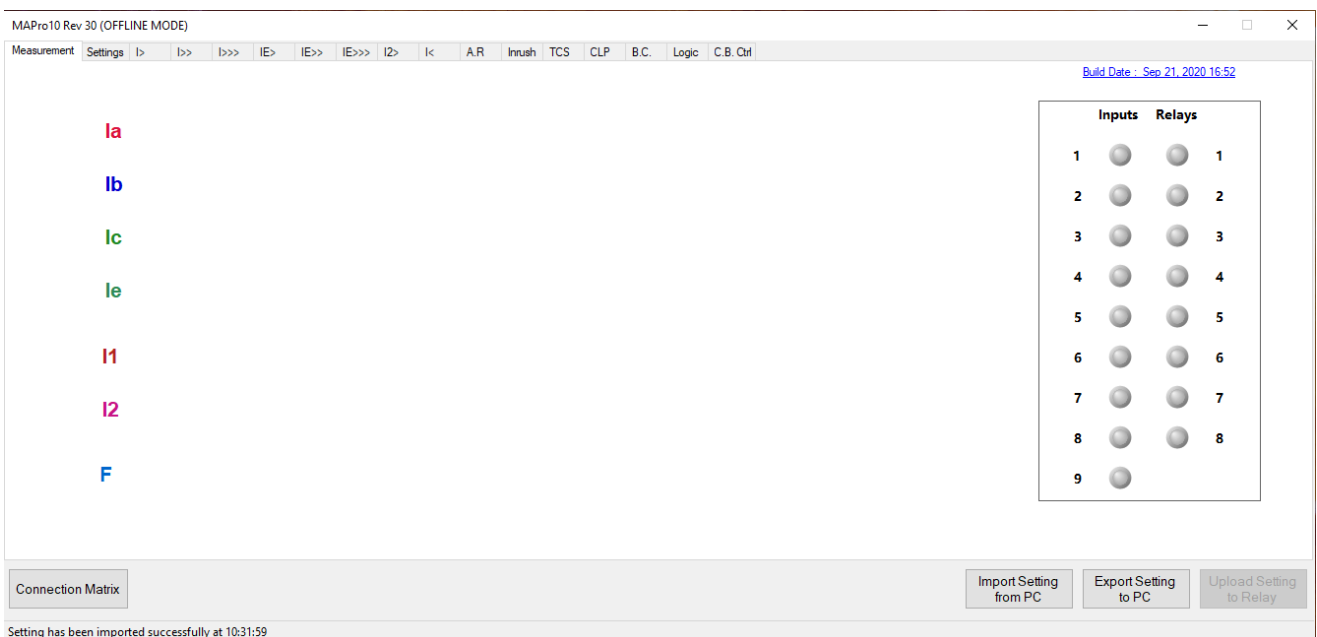 MAPro10 Rev 30 (OFFLINE MODE)
Measurement Settings I> I>> I>>> IE> IE>> IE>>> I2> I< A.R Inrush TCS CLP B.C. Logic C.B. Ctrl
Build Date : Sep 21, 2020 16:52
Inputs Relays
Ia
1 1
Ib
2 2
Ic
3 3
Ie
4 4
5 5
I1
6 6
I2
7 7
8 8
F
9
Connection Matrix
Import Setting
from PC
Export Setting
to PC
Upload Setting
to Relay
Setting has been imported successfully at 10:31:59